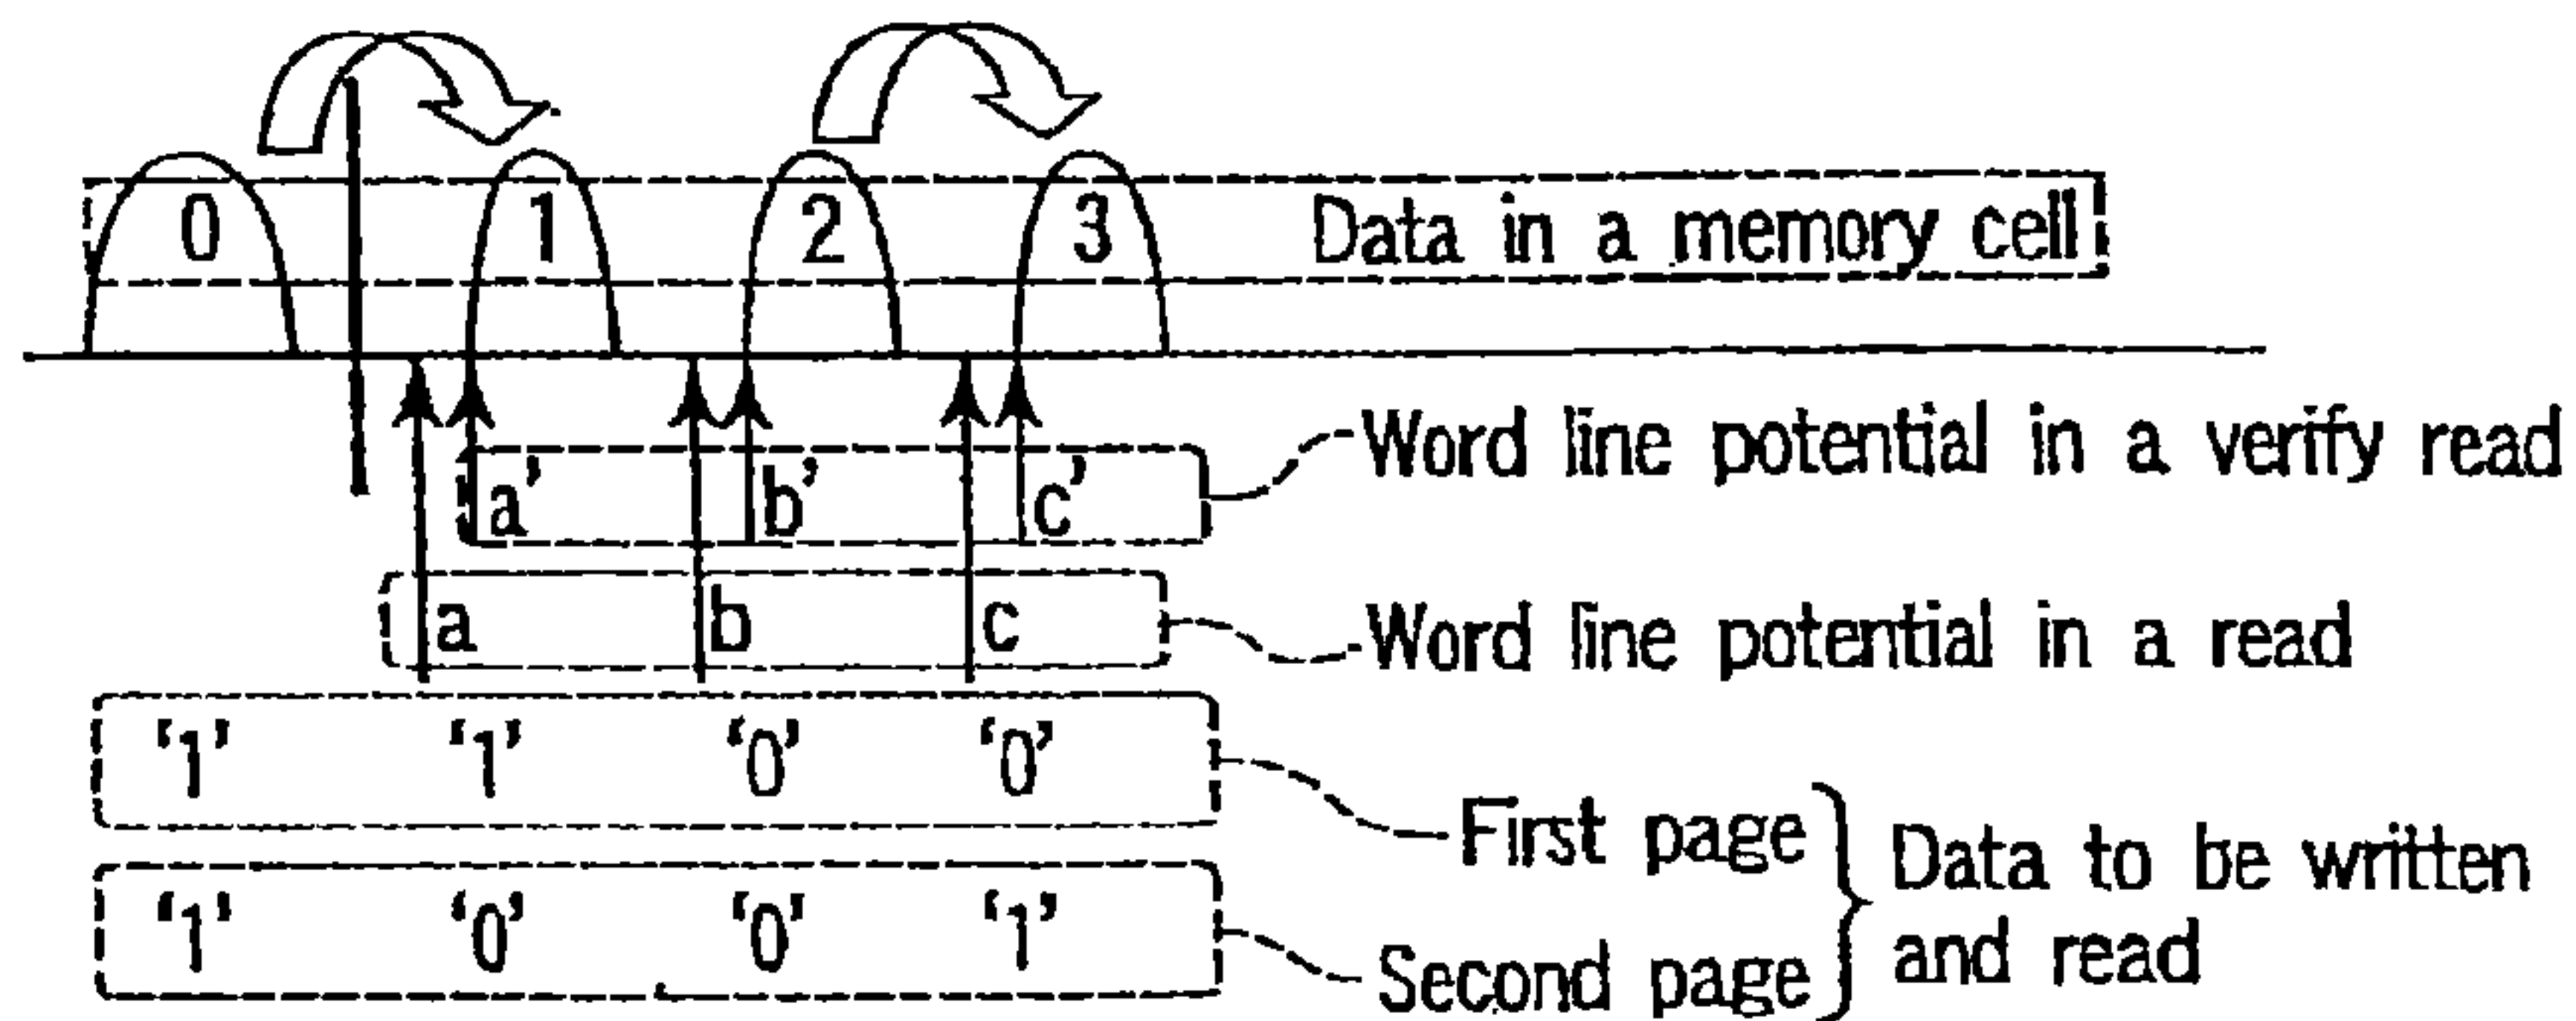 0 1 2 3 Data in a memory cell
a' b' c' Word line potential in a verify read
a b c Word line potential in a read
‘1’ ‘1’ ‘0’ ‘0’ First page
‘1’ ‘0’ ‘0’ ‘1’ Second page
Data to be written
and read